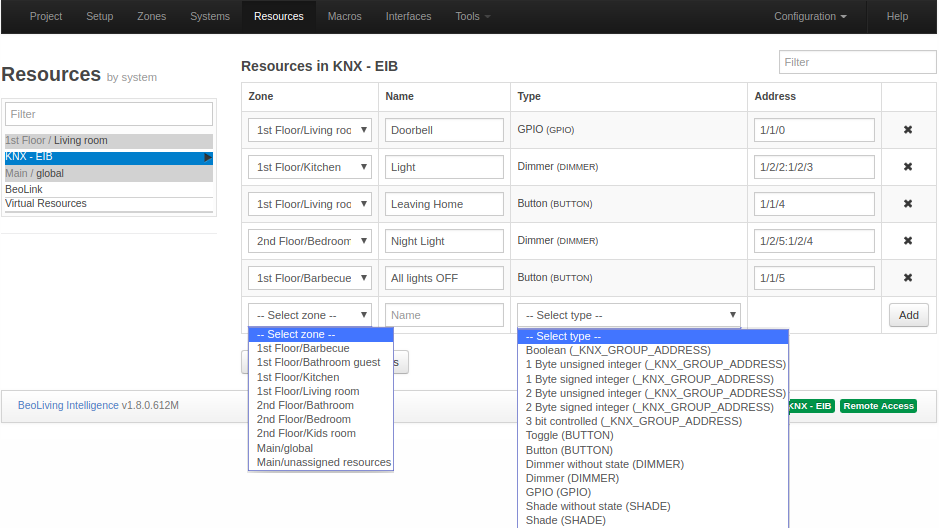 Project Setup Zones Systems Resources Macros Interfaces Tools Configuration Help
Resources by system
Filter
1st Floor / Living room
KNX - EIB
Main / global
BeoLink
Virtual Resources
Resources in KNX - EIB
Filter
Zone Name Type Address
1st Floor/Living roo Doorbell GPIO (GPIO) 1/1/0
1st Floor/Kitchen Light Dimmer (DIMMER) 1/2/2:1/2/3
1st Floor/Living roo Leaving Home Button (BUTTON) 1/1/4
2nd Floor/Bedroom Night Light Dimmer (DIMMER) 1/2/5:1/2/4
1st Floor/Barbecue All lights OFF Button (BUTTON) 1/1/5
-- Select zone -- Name -- Select type -- Add
-- Select zone --
1st Floor/Barbecue
1st Floor/Bathroom guest
1st Floor/Kitchen
1st Floor/Living room
2nd Floor/Bathroom
2nd Floor/Bedroom
2nd Floor/Kids room
Main/global
Main/unassigned resources
-- Select type --
Boolean (_KNX_GROUP_ADDRESS)
1 Byte unsigned integer (_KNX_GROUP_ADDRESS)
1 Byte signed integer (_KNX_GROUP_ADDRESS)
2 Byte unsigned integer (_KNX_GROUP_ADDRESS)
2 Byte signed integer (_KNX_GROUP_ADDRESS)
3 bit controlled (_KNX_GROUP_ADDRESS)
Toggle (BUTTON)
Button (BUTTON)
Dimmer without state (DIMMER)
Dimmer (DIMMER)
GPIO (GPIO)
Shade without state (SHADE)
Shade (SHADE)
BeoLiving Intelligence v1.8.0.612M
KNX - EIB Remote Access